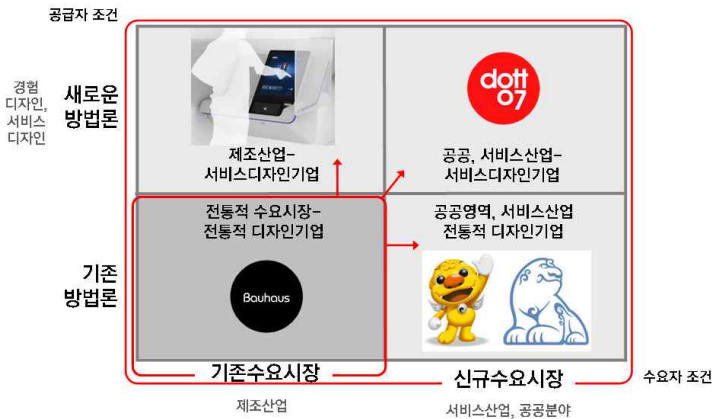 공급자 조건
경험
디자인,
서비스
디자인
새로운
방법론
제조산업-
서비스디자인기업
dott
07
공공, 서비스산업-
서비스디자인기업
기존
방법론
전통적 수요시장-
전통적 디자인기업
Bauhaus
공공영역, 서비스산업
전통적 디자인기업
기존수요시장
신규수요시장
수요자 조건
제조산업
서비스산업, 공공분야